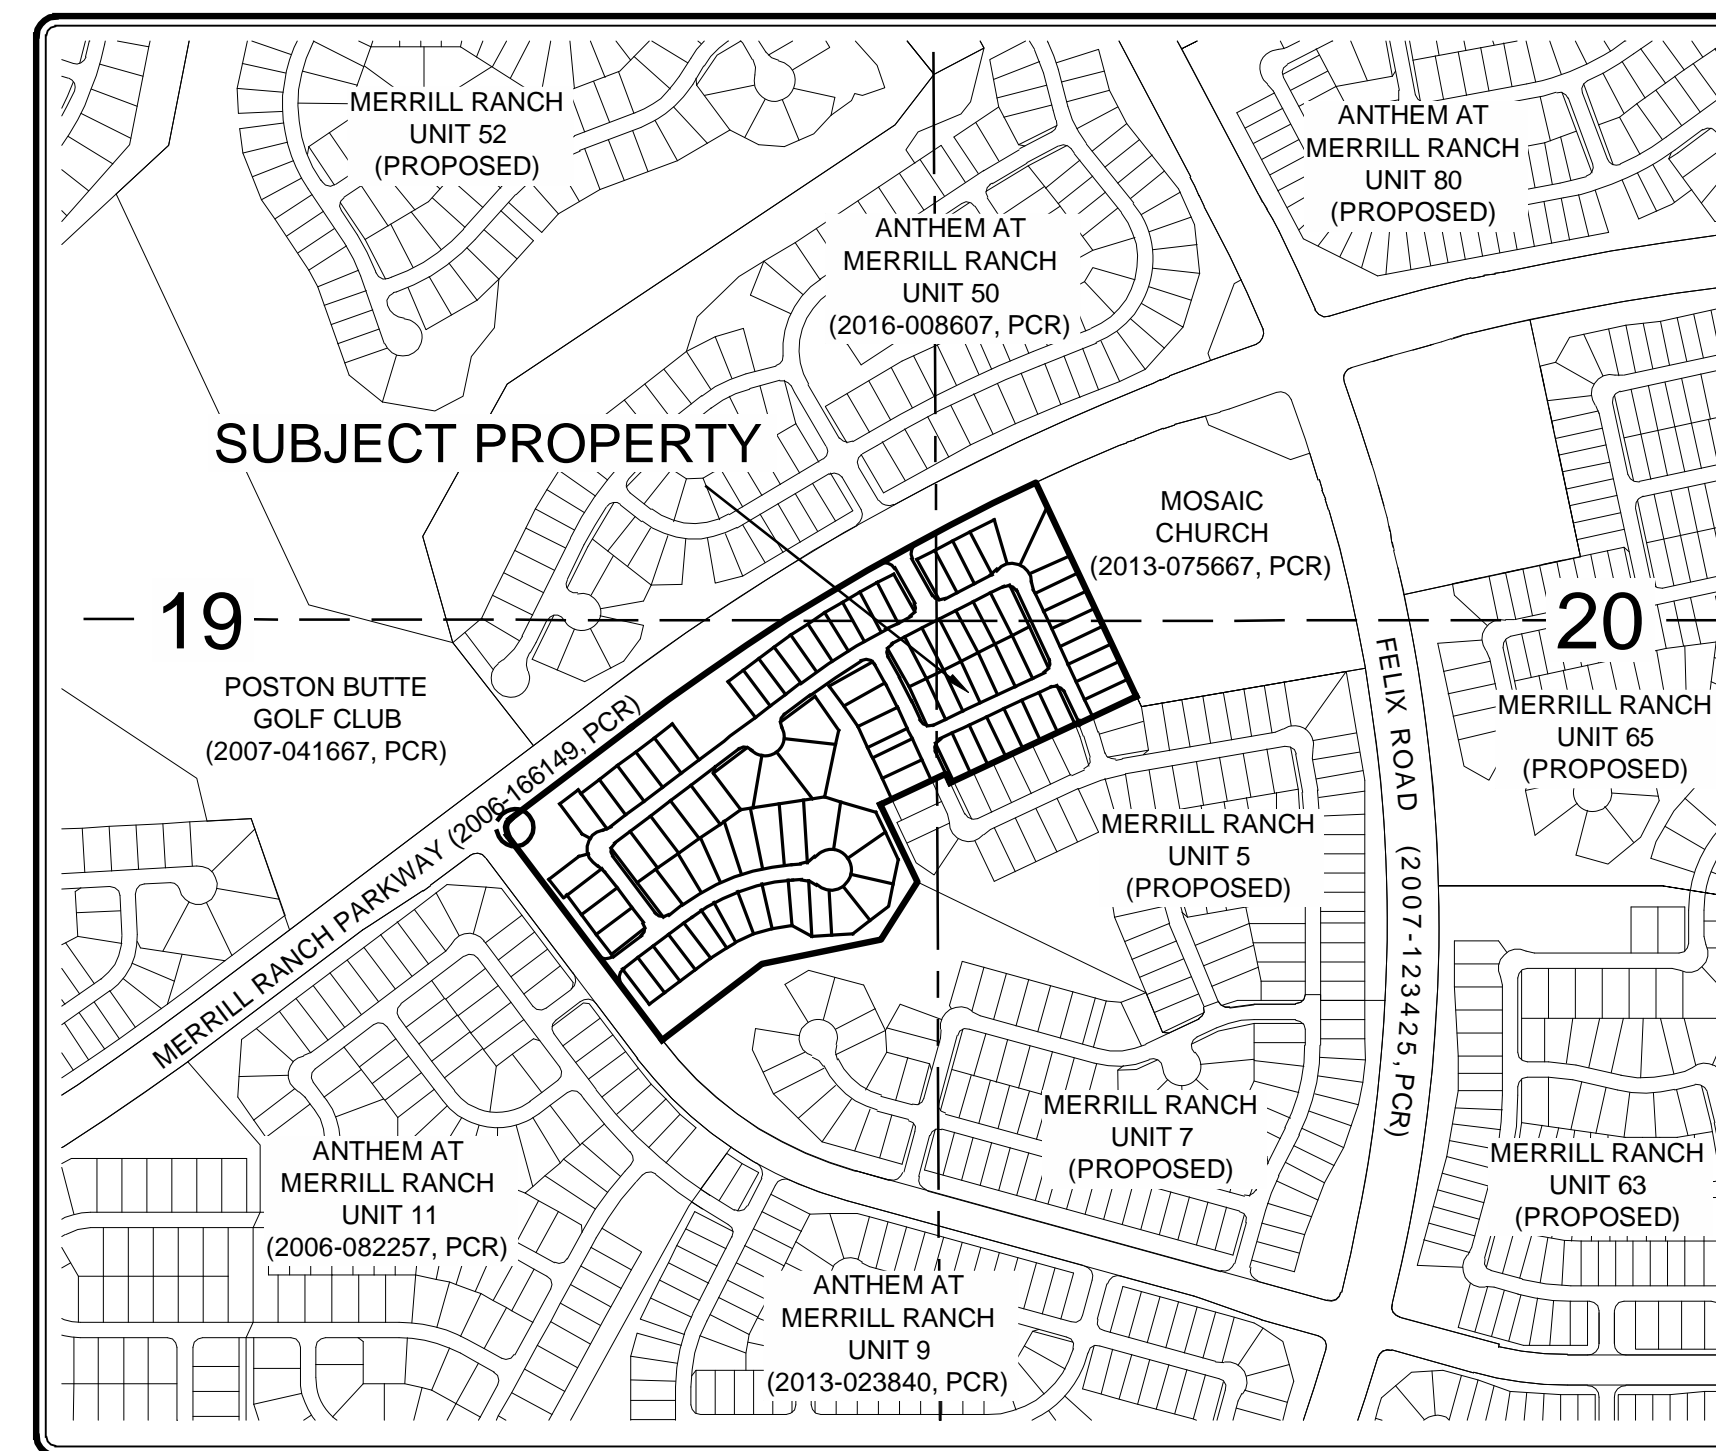 MERRILL RANCH
UNIT 52
(PROPOSED)
ANTHEM AT
MERRILL RANCH
UNIT 80
(PROPOSED)
ANTHEM AT
MERRILL RANCH
UNIT 50
(2016-008607, PCR)
SUBJECT PROPERTY
MOSAIC
CHURCH
(2013-075667, PCR)
19
20
POSTON BUTTE
GOLF CLUB
(2007-041667, PCR)
MERRILL RANCH PARKWAY (2006-166149, PCR)
FELIX ROAD (2007-123425, PCR)
MERRILL RANCH
UNIT 65
(PROPOSED)
MERRILL RANCH
UNIT 5
(PROPOSED)
MERRILL RANCH
UNIT 7
(PROPOSED)
ANTHEM AT
MERRILL RANCH
UNIT 11
(2006-082257, PCR)
MERRILL RANCH
UNIT 63
(PROPOSED)
ANTHEM AT
MERRILL RANCH
UNIT 9
(2013-023840, PCR)